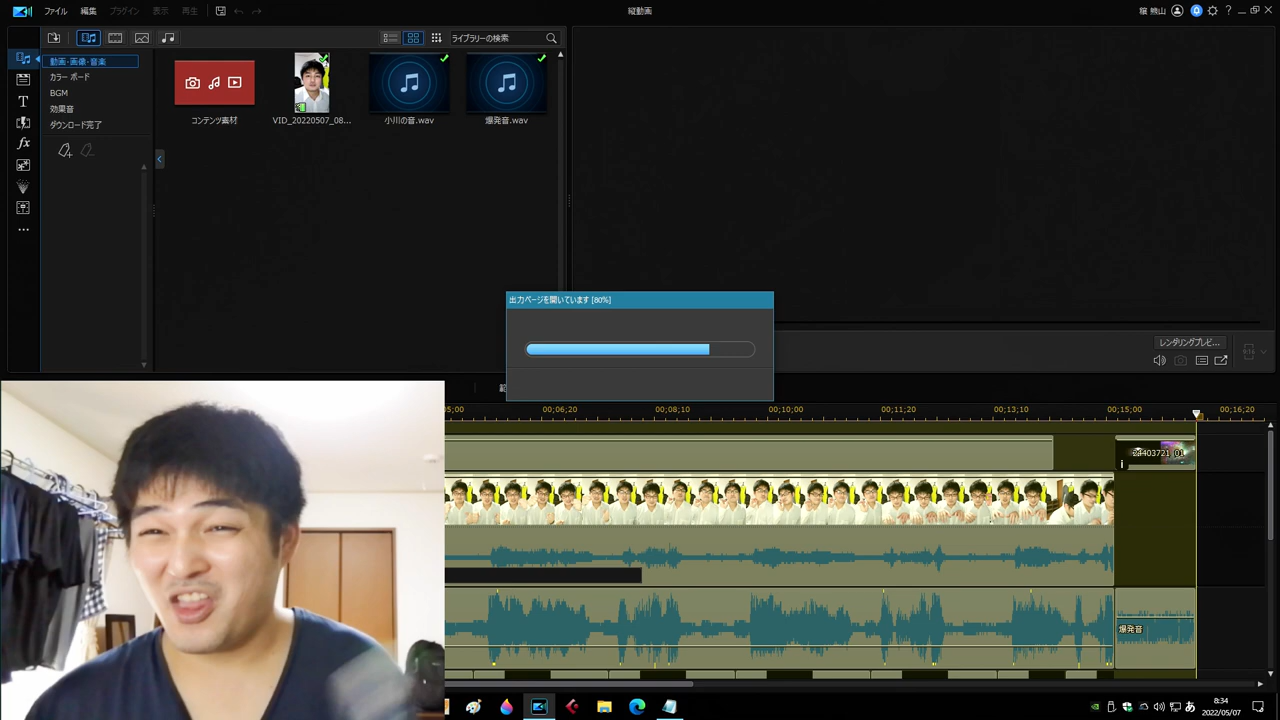 ファイル 編集 プラグイン 表示 再生
縦動画
ライブラリーの検索
動画・画像・音楽
カラー ボード
BGM
効果音
ダウンロード完了
コンテンツ素材
VID_20220507_08...
小川の音.wav
爆発音.wav
出力ページを開いています [80%]
レンダリングプレビ...
9:16
範
05;00 00;06;20 00;08;10 00;10;00 00;11;20 00;13;10 00;15;00 00;16;20
爆発音
8:34
2022/05/07